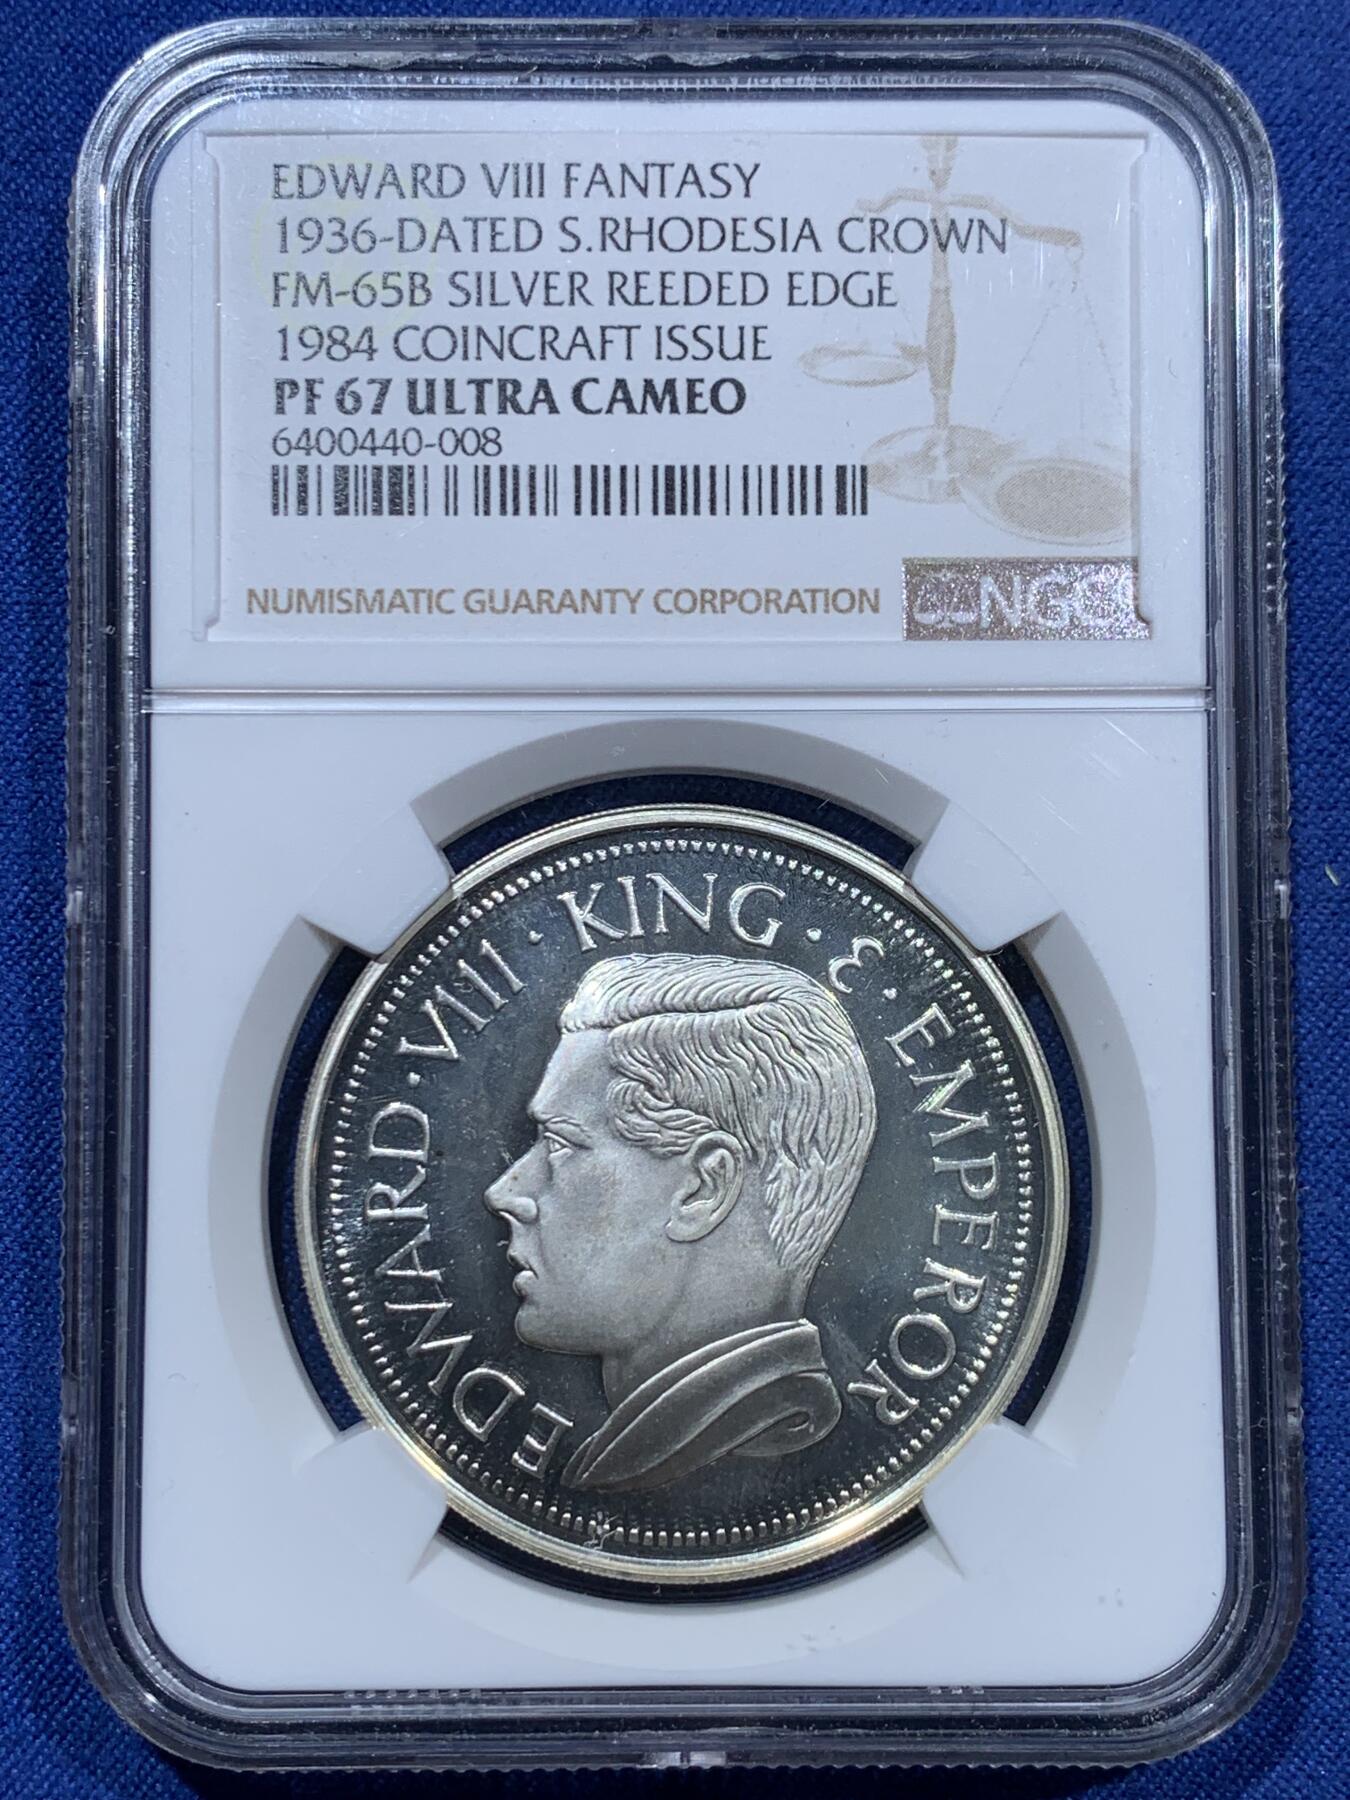 EDWARD VIII FANTASY
1936-DATED S.RHODESIA CROWN
FM-65B SILVER REEDED EDGE
1984 COINCRAFT ISSUE
PF 67 ULTRA CAMEO
6400440-008
NUMISMATIC GUARANTY CORPORATION
NGC
EDWARD · VIII · KING · & · EMPEROR